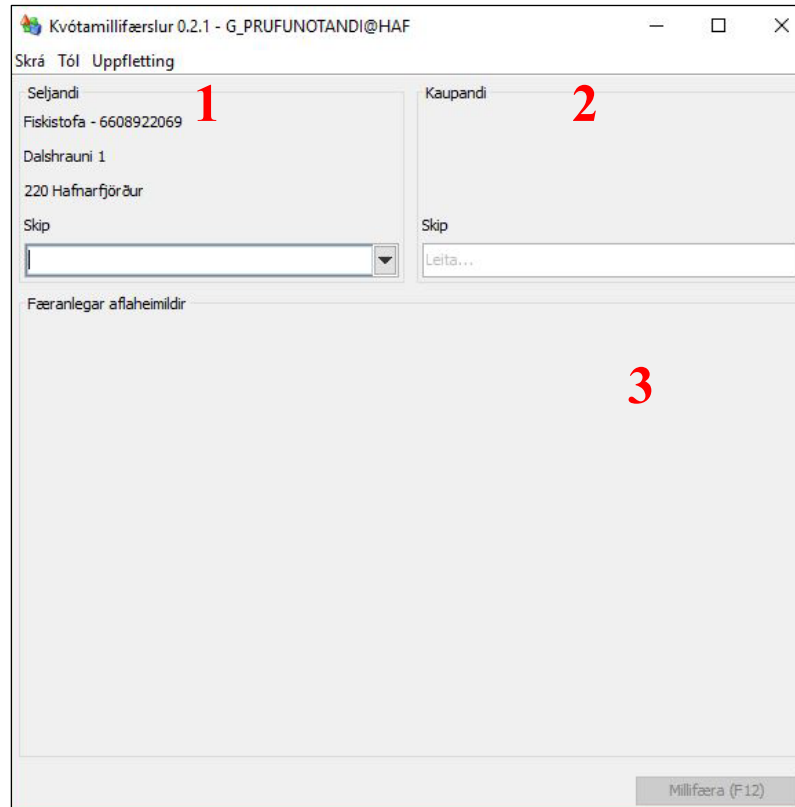 Kvótamillifærslur 0.2.1 - G_PRUFUNOTANDI@HAF
Skrá Tól Uppfletting
Seljandi
1
Fiskistofa - 6608922069
Dalshrauni 1
220 Hafnarfjörður
Skip
Kaupandi
2
Skip
Leita...
Færanlegar aflaheimildir
3
Millifæra (F12)